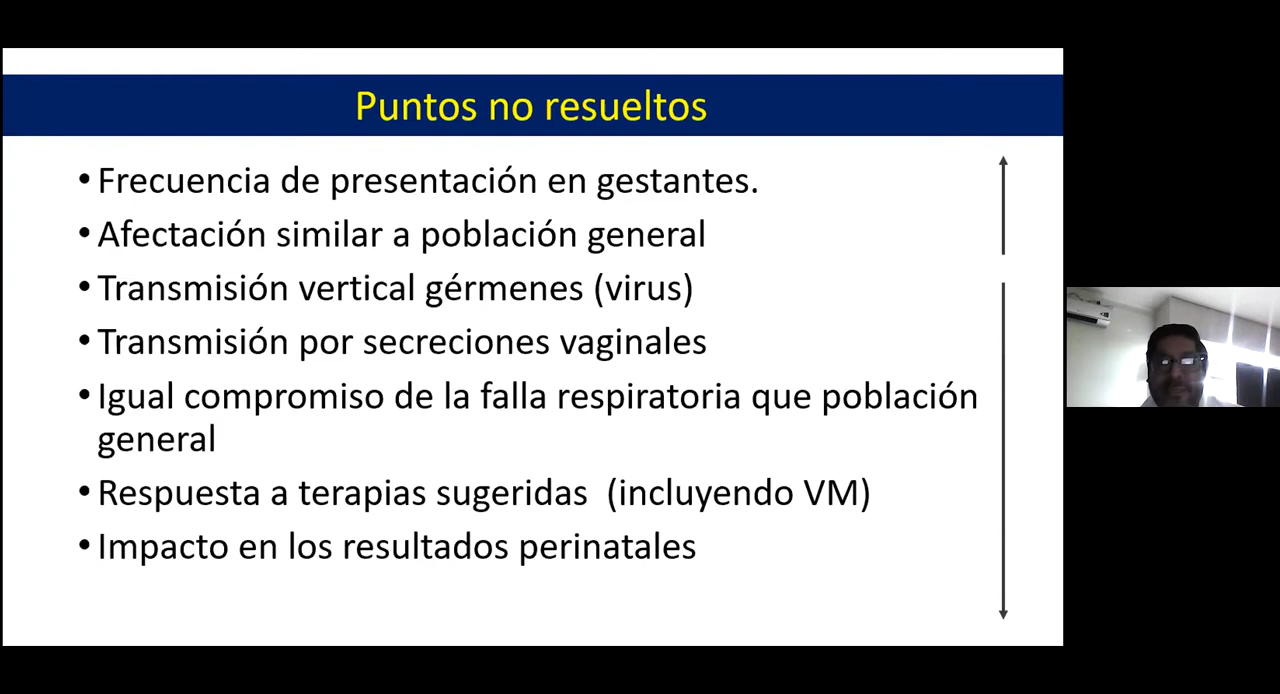 Puntos no resueltos
•Frecuencia de presentación en gestantes.
•Afectación similar a población general
•Transmisión vertical gérmenes (virus)
•Transmisión por secreciones vaginales
•Igual compromiso de la falla respiratoria que población
general
•Respuesta a terapias sugeridas (incluyendo VM)
•Impacto en los resultados perinatales